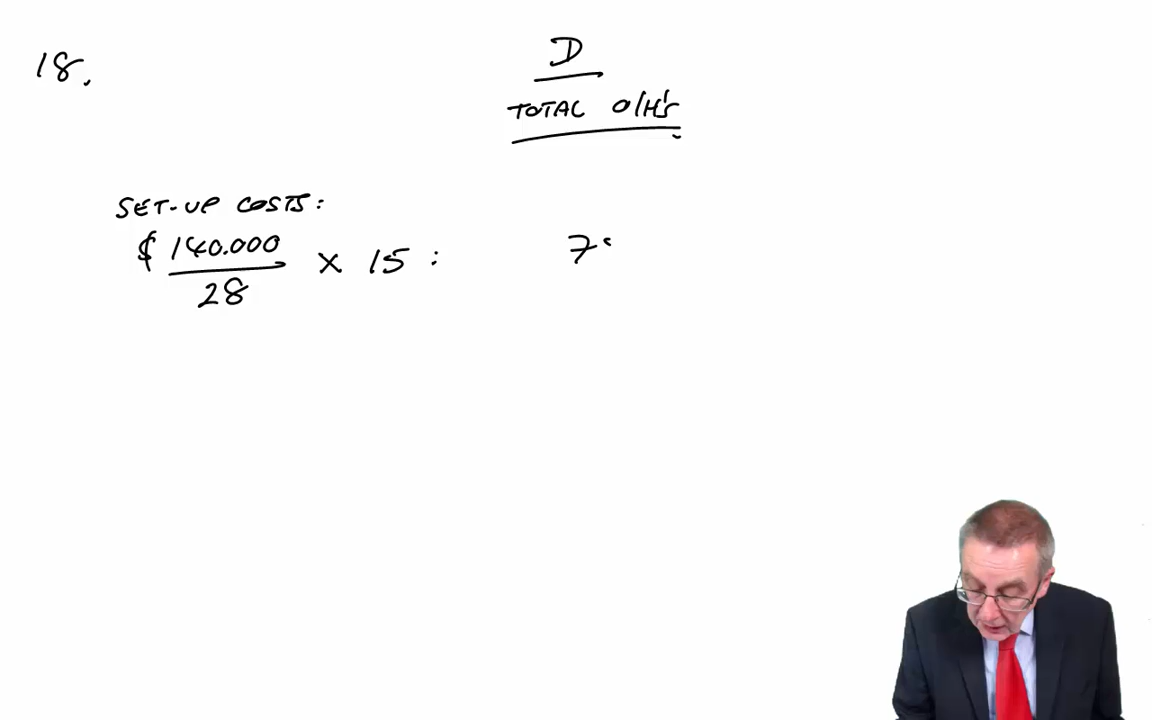 18.
D
TOTAL O/H's
SET-UP COSTS:
$ 140.000
28
× 15 :
7